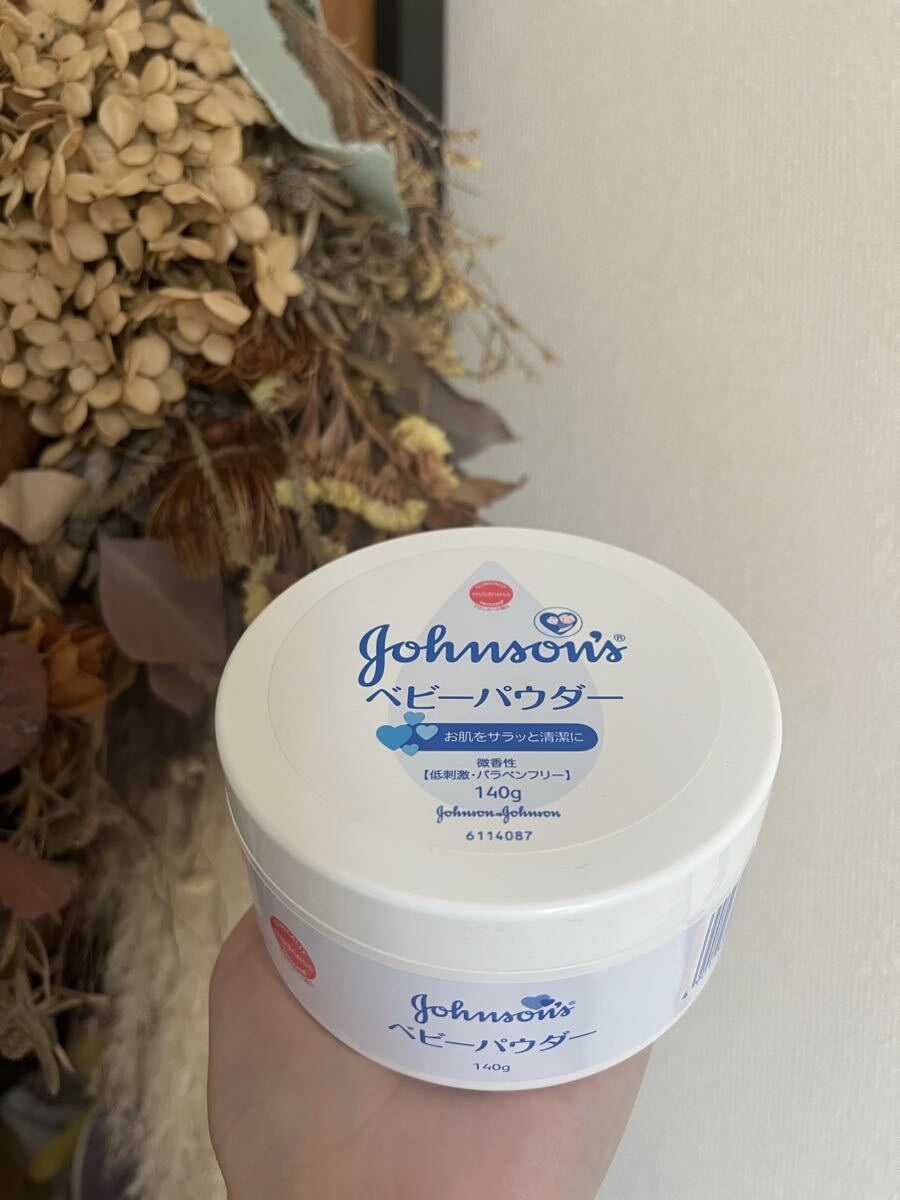 mildness
Johnson's®
ベビーパウダー
お肌をサラッと清潔に
微香性
【低刺激・パラベンフリー】
140g
Johnson&Johnson
6114087
Johnson's®
ベビーパウダー
140g